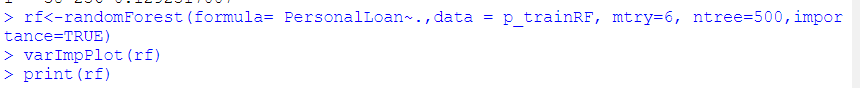 > rf<-randomForest(formula= PersonalLoan~.,data = p_trainRF, mtry=6, ntree=500,impor
tance=TRUE)
> varImpPlot(rf)
> print(rf)